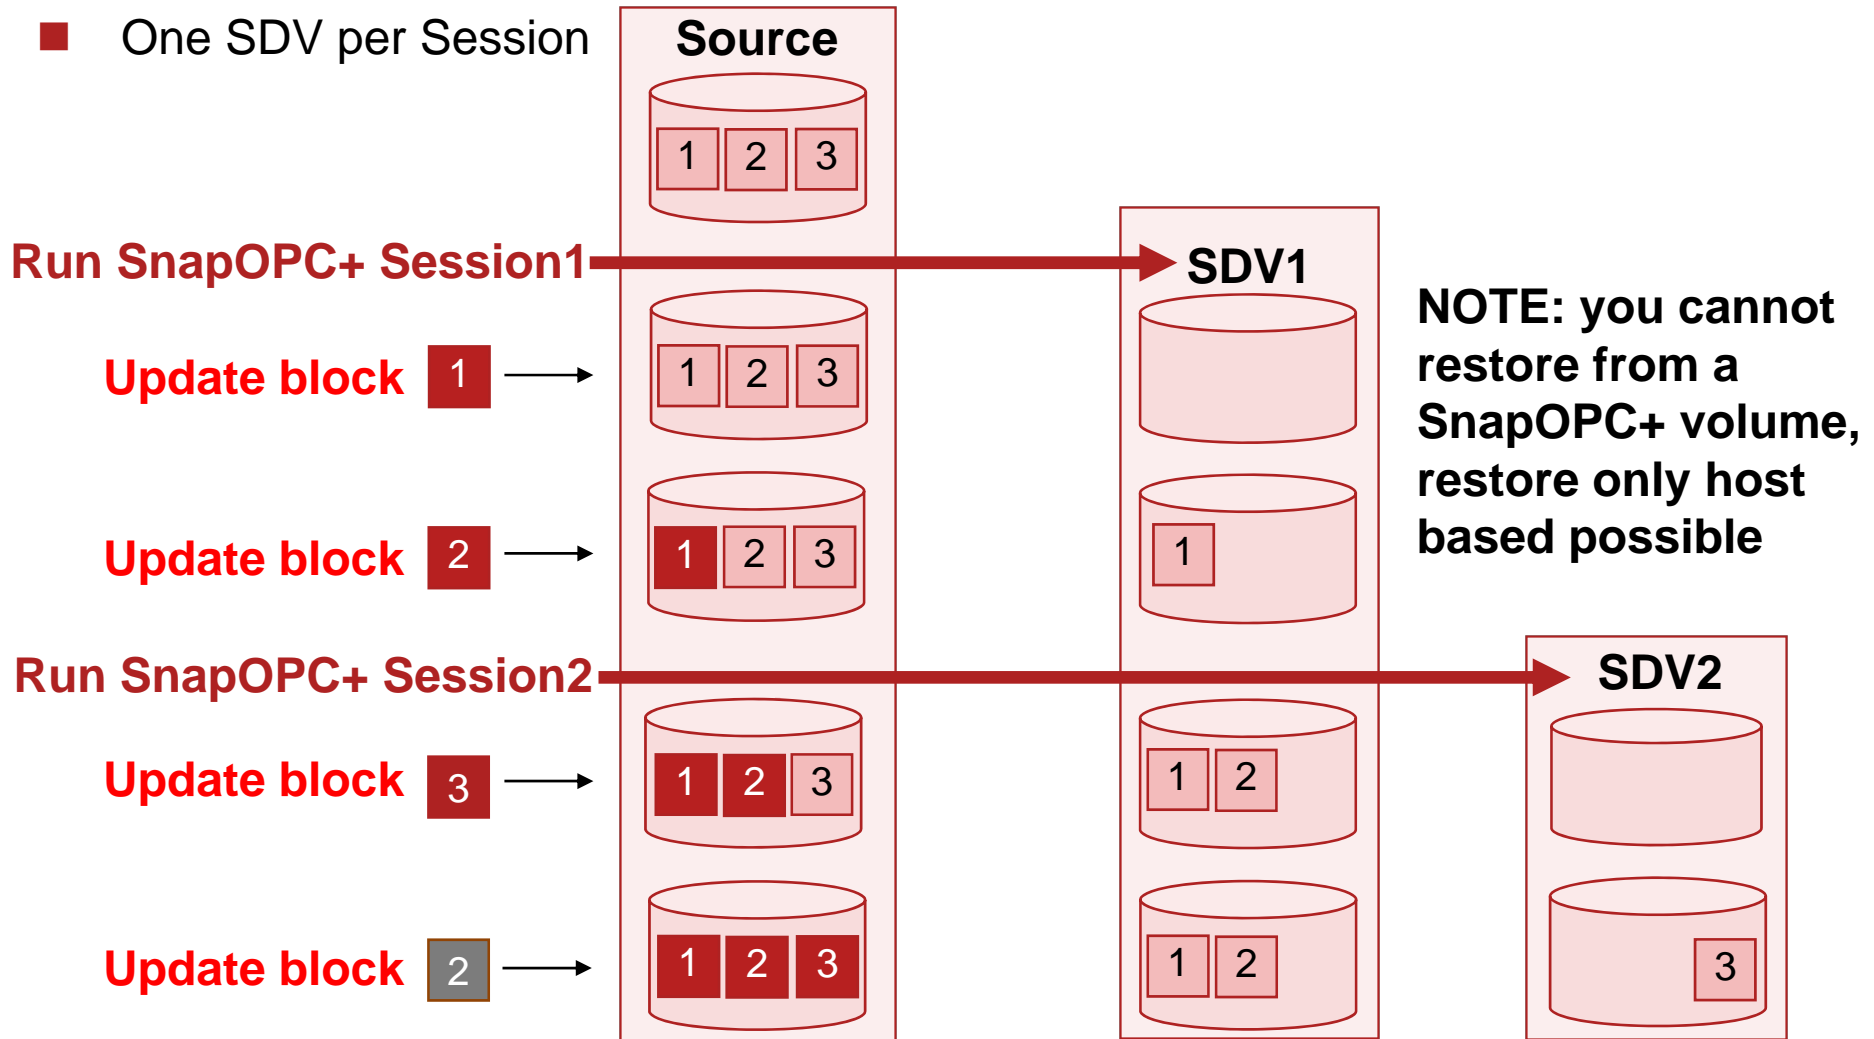 One SDV per Session
Source
1 2 3
Run SnapOPC+ Session1
SDV1
NOTE: you cannot
restore from a
SnapOPC+ volume,
restore only host
based possible
Update block 1
1 2 3
Update block 2
1 2 3
1
Run SnapOPC+ Session2
SDV2
Update block 3
1 2 3
1 2
Update block 2
1 2 3
1 2
3